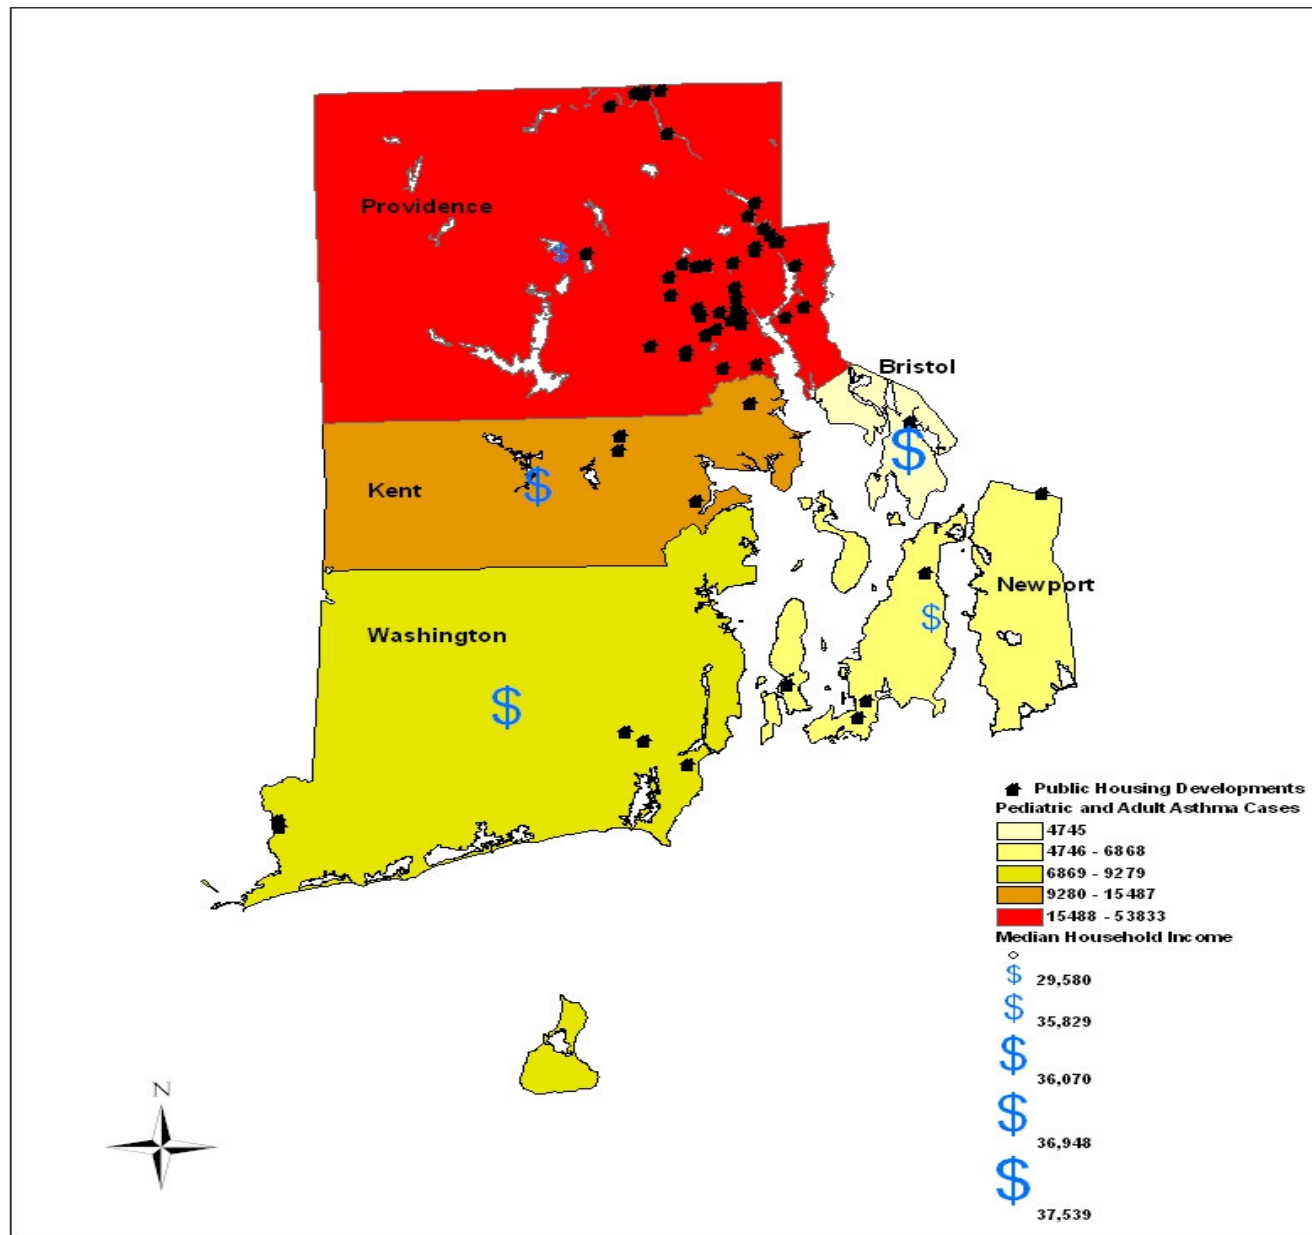 Providence
Bristol
Kent
Newport
Washington
Public Housing Developments
Pediatric and Adult Asthma Cases
4745
4746 - 6868
6869 - 9279
9280 - 15487
15488 - 53833
Median Household Income
$ 29,580
$ 35,829
$ 36,070
$ 36,948
$ 37,539
N
$
$
$
$
$